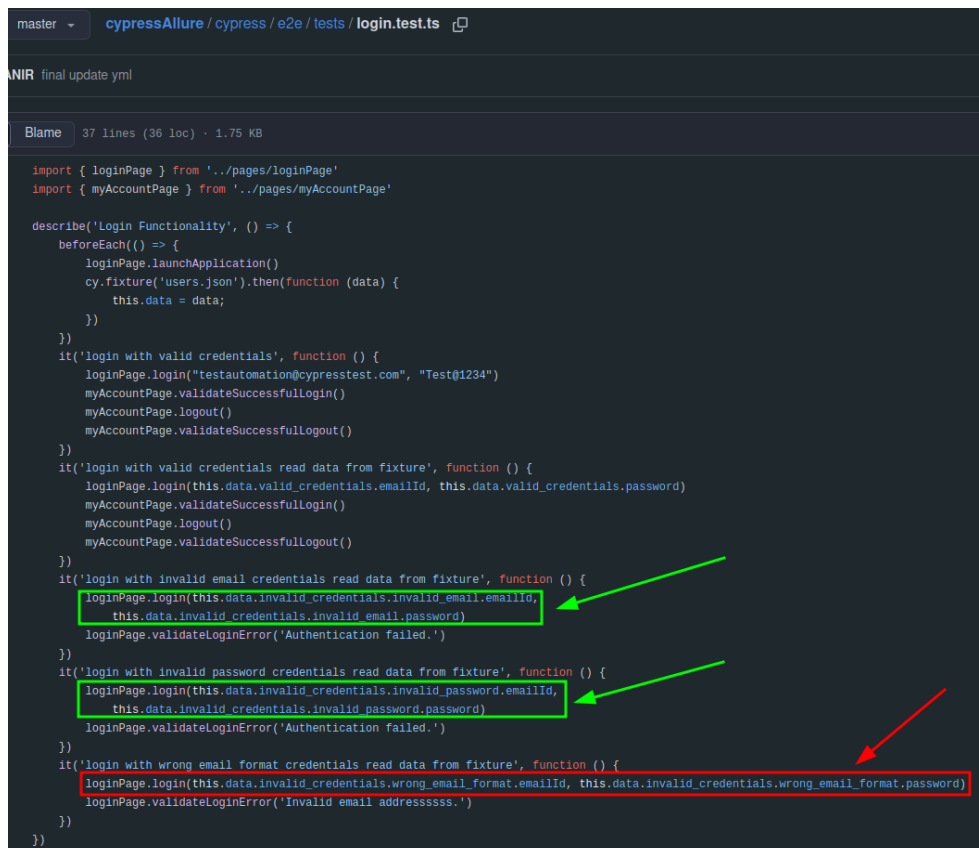 master cypressAllure / cypress / e2e / tests / login.test.ts
ANIR final update yml
Blame 37 lines (36 loc) · 1.75 KB
import { loginPage } from '../pages/loginPage'
import { myAccountPage } from '../pages/myAccountPage'
describe('Login Functionality', () => {
beforeEach(() => {
loginPage.launchApplication()
cy.fixture('users.json').then(function (data) {
this.data = data;
})
})
it('login with valid credentials', function () {
loginPage.login("testautomation@cypresstest.com", "Test@1234")
myAccountPage.validateSuccessfulLogin()
myAccountPage.logout()
myAccountPage.validateSuccessfulLogout()
})
it('login with valid credentials read data from fixture', function () {
loginPage.login(this.data.valid_credentials.emailId, this.data.valid_credentials.password)
myAccountPage.validateSuccessfulLogin()
myAccountPage.logout()
myAccountPage.validateSuccessfulLogout()
})
it('login with invalid email credentials read data from fixture', function () {
loginPage.login(this.data.invalid_credentials.invalid_email.emailId,
this.data.invalid_credentials.invalid_email.password)
loginPage.validateLoginError('Authentication failed.')
})
it('login with invalid password credentials read data from fixture', function () {
loginPage.login(this.data.invalid_credentials.invalid_password.emailId,
this.data.invalid_credentials.invalid_password.password)
loginPage.validateLoginError('Authentication failed.')
})
it('login with wrong email format credentials read data from fixture', function () {
loginPage.login(this.data.invalid_credentials.wrong_email_format.emailId, this.data.invalid_credentials.wrong_email_format.password)
loginPage.validateLoginError('Invalid email addressssss.')
})
})